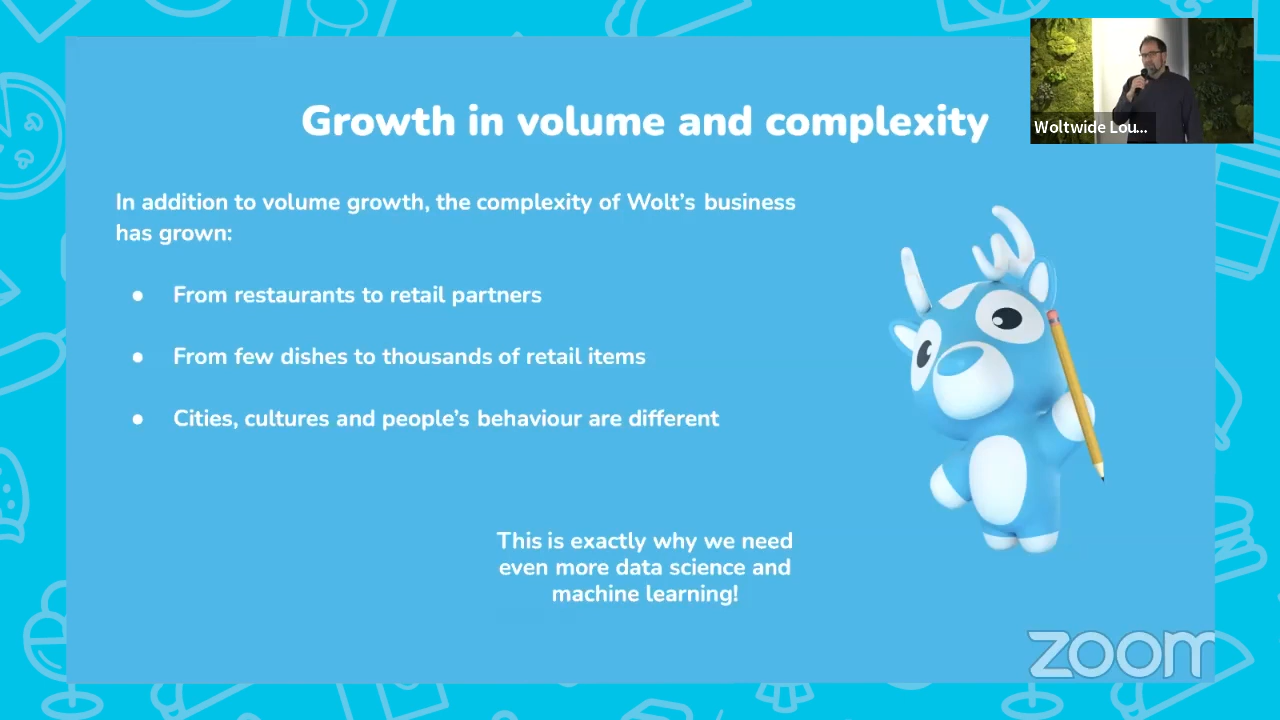 Growth in volume and complexity
Woltwide Lou...
In addition to volume growth, the complexity of Wolt's business
has grown:
● From restaurants to retail partners
● From few dishes to thousands of retail items
● Cities, cultures and people's behaviour are different
This is exactly why we need
even more data science and
machine learning!
zoom